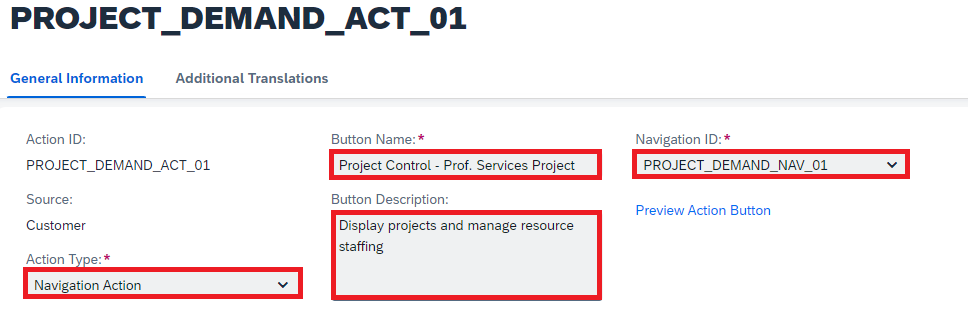 PROJECT_DEMAND_ACT_01
General Information
Additional Translations
Action ID:
PROJECT_DEMAND_ACT_01
Source:
Customer
Action Type:*
Navigation Action
Button Name:*
Project Control - Prof. Services Project
Button Description:
Display projects and manage resource
staffing
Navigation ID:*
PROJECT_DEMAND_NAV_01
Preview Action Button